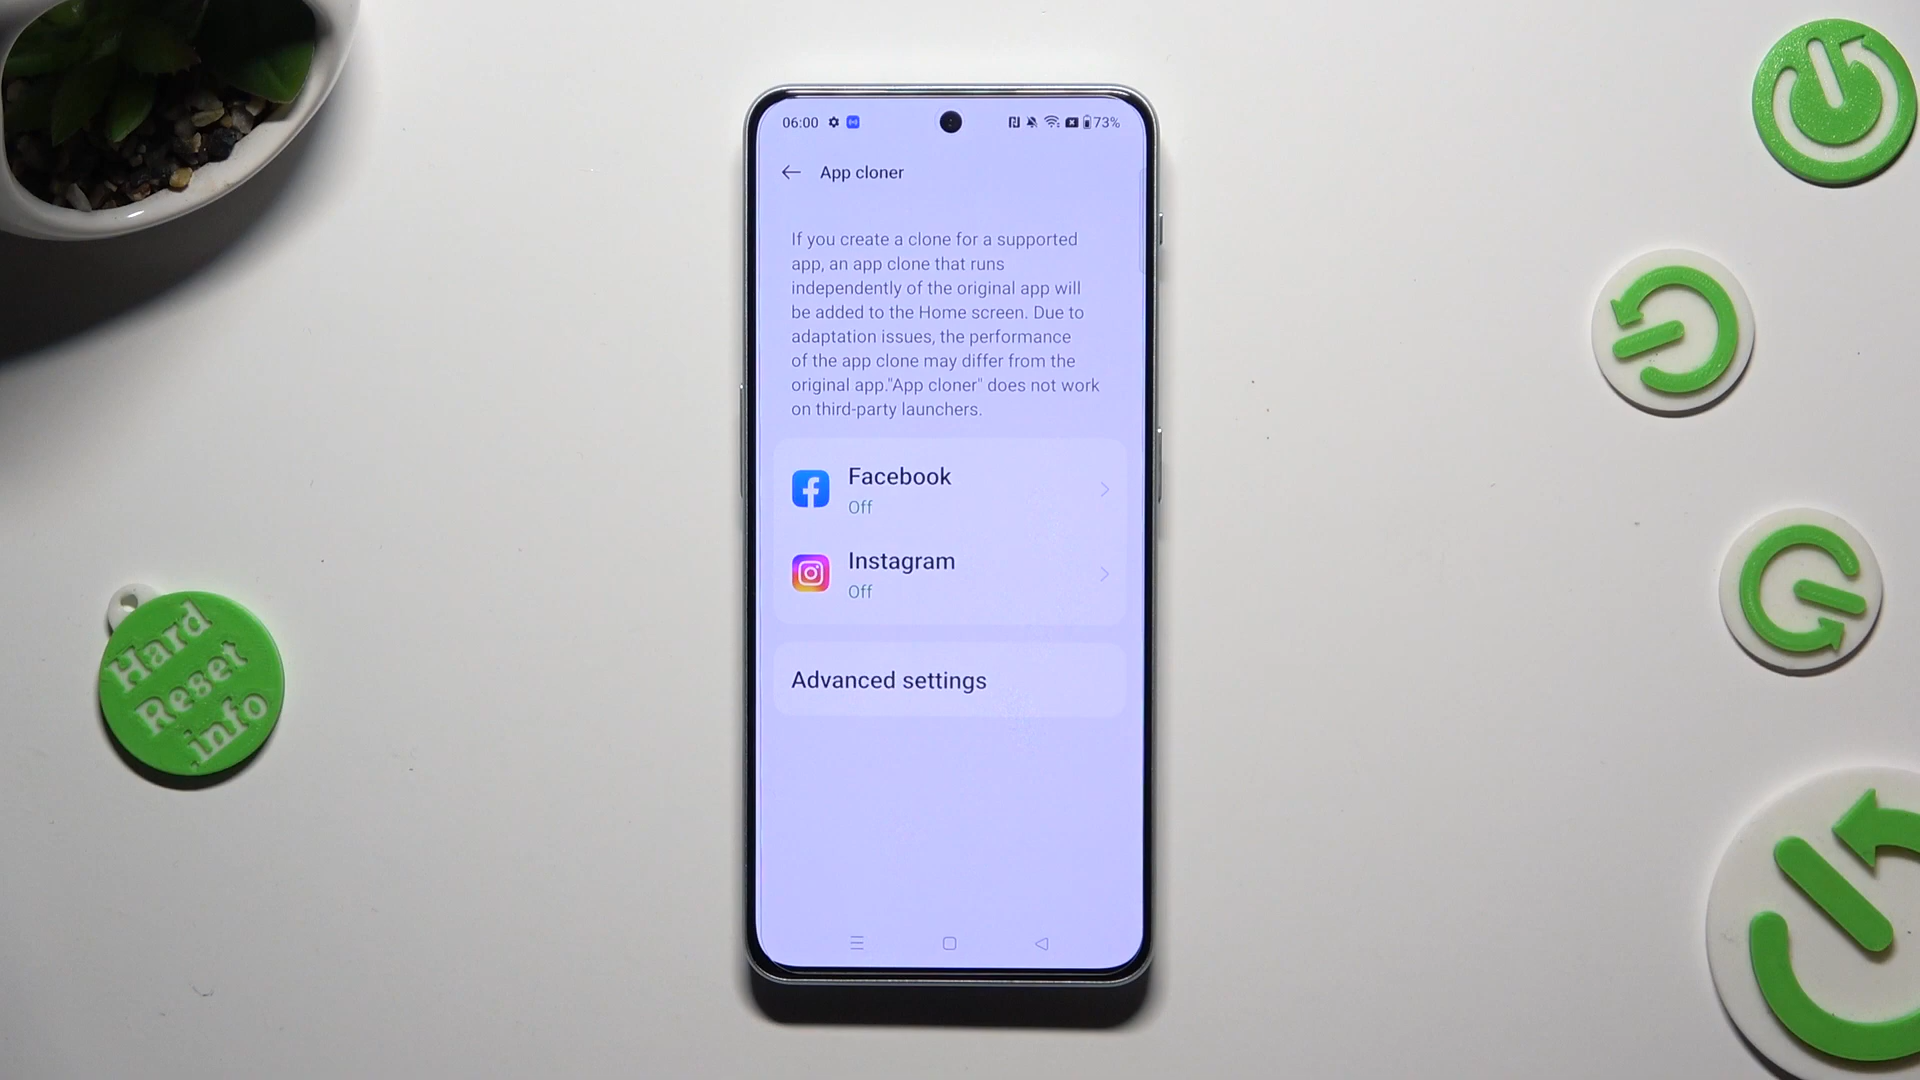 06:00
73%
App cloner
If you create a clone for a supported
app, an app clone that runs
independently of the original app will
be added to the Home screen. Due to
adaptation issues, the performance
of the app clone may differ from the
original app."App cloner" does not work
on third-party launchers.
Facebook
Off
Instagram
Off
Advanced settings
Hard
Reset
.info